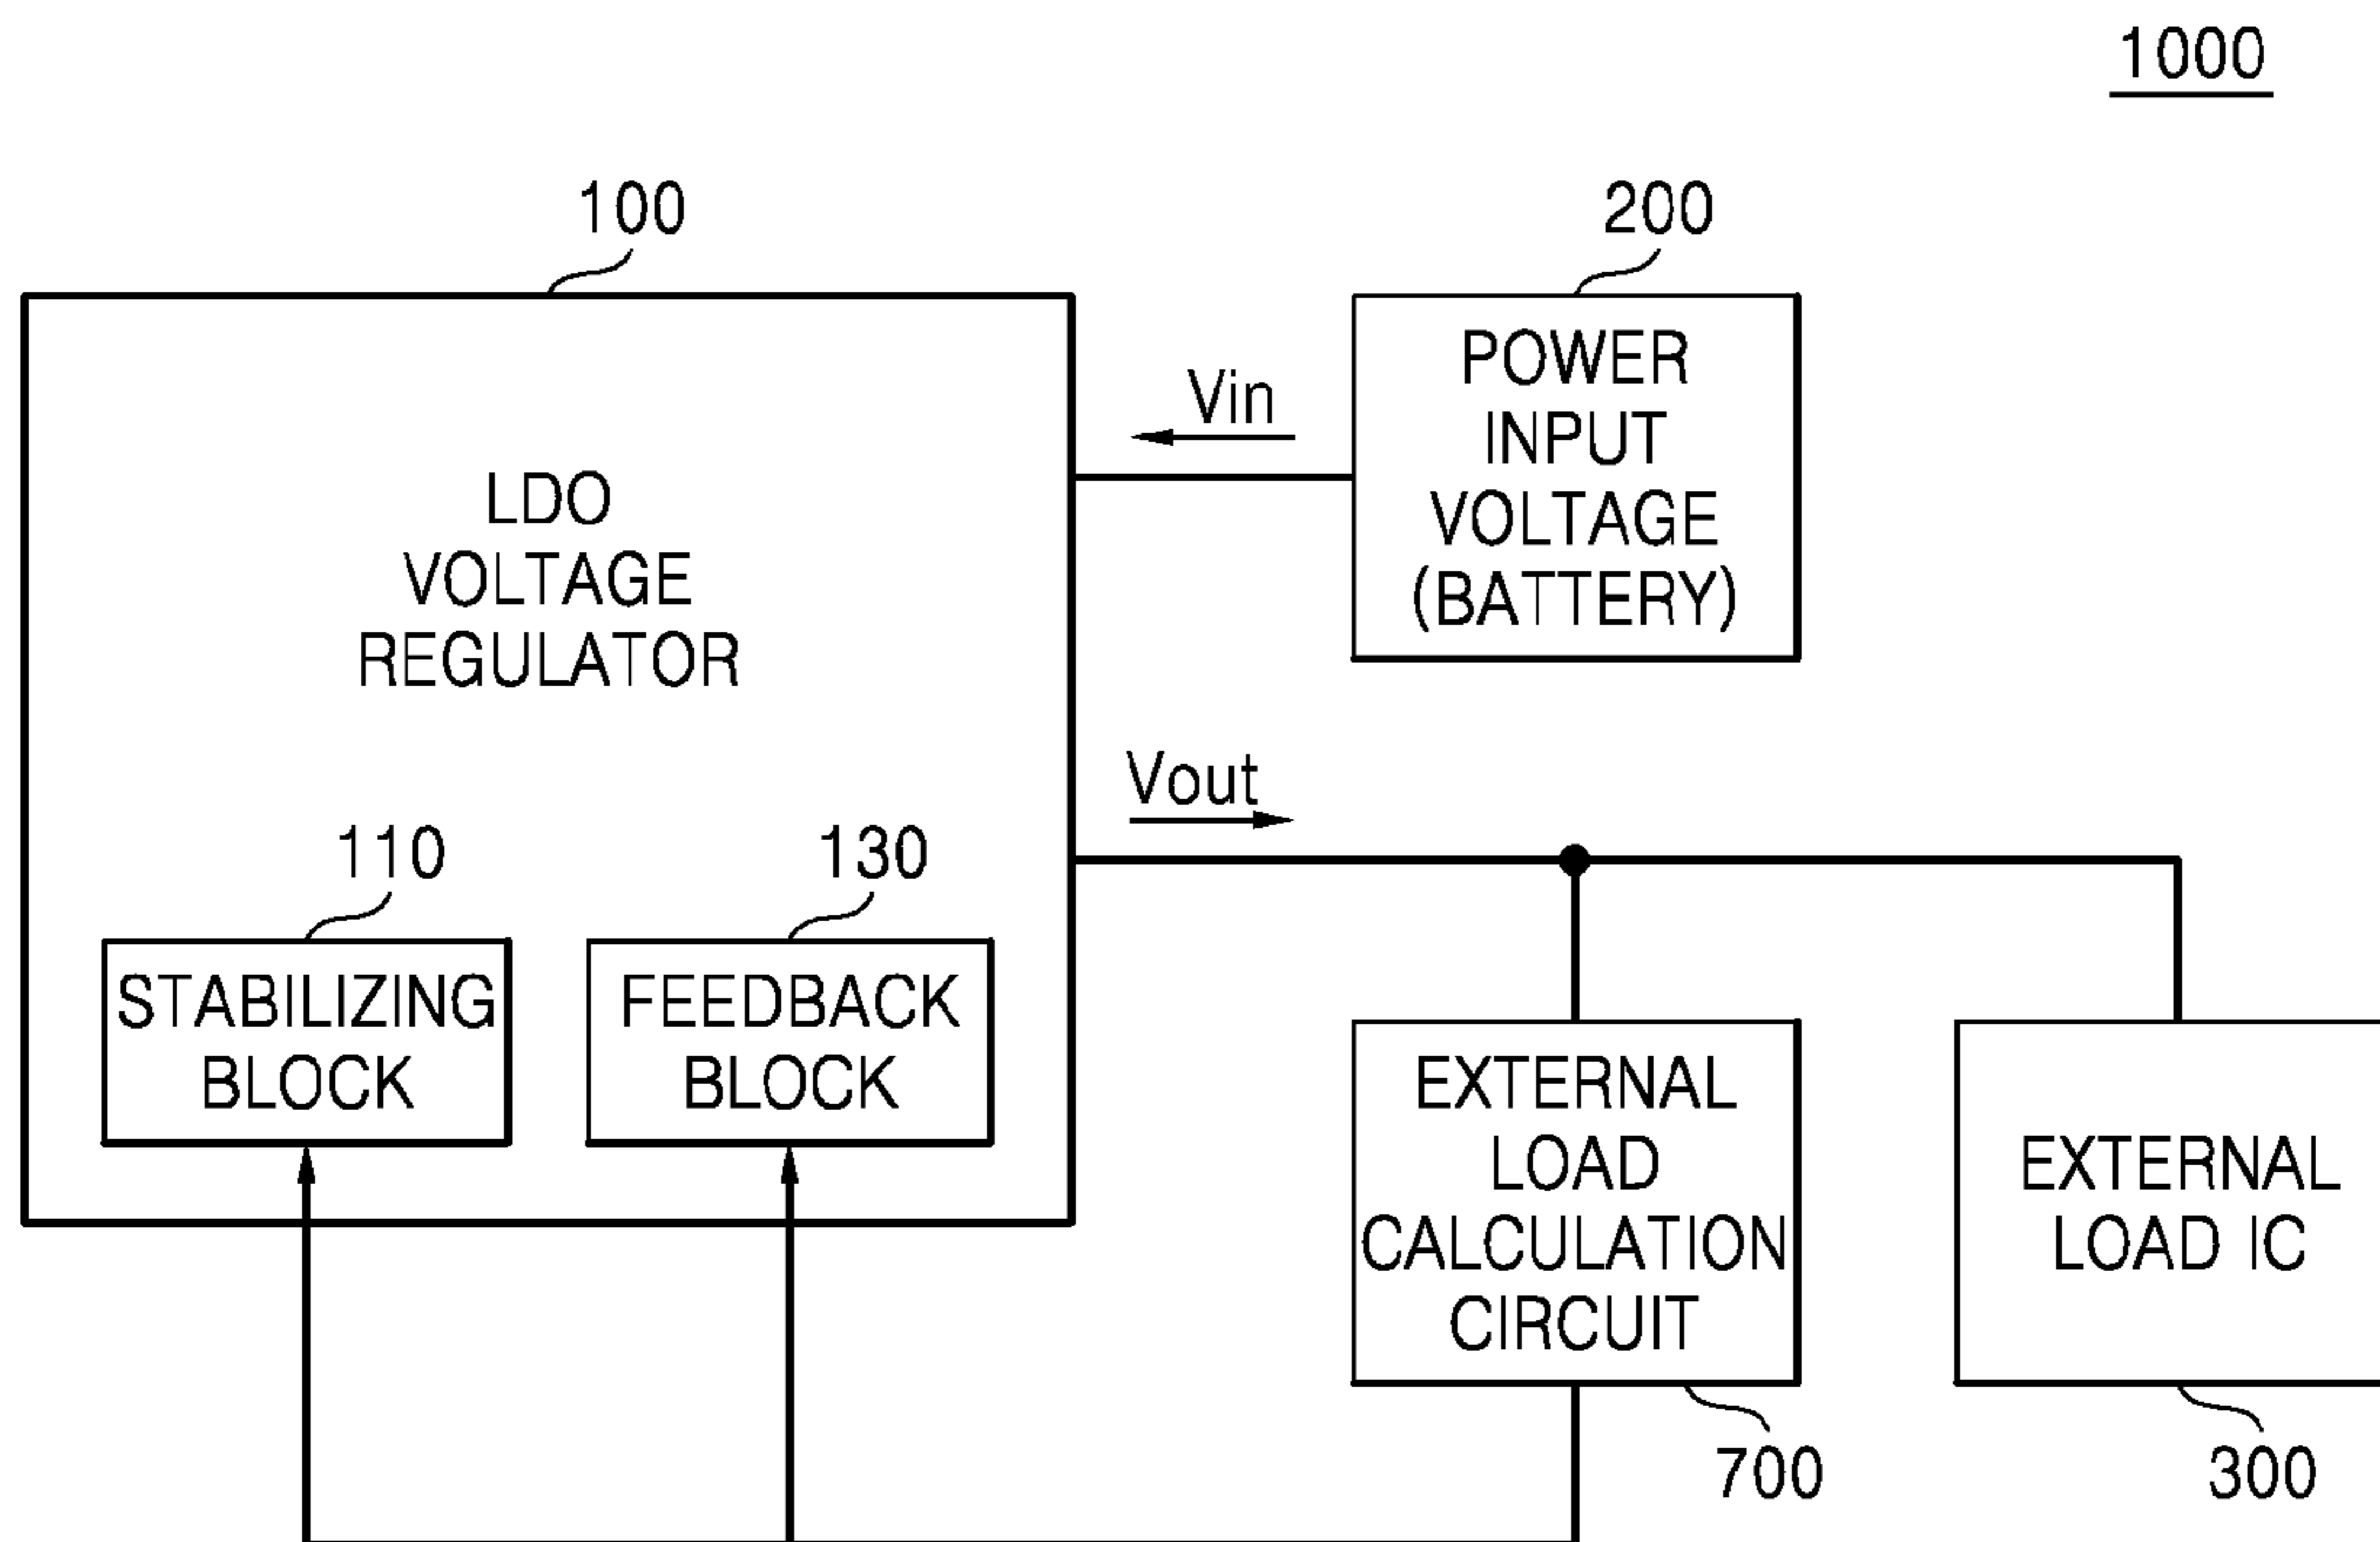 1000
100
200
LDO
VOLTAGE
REGULATOR
Vin
POWER
INPUT
VOLTAGE
(BATTERY)
Vout
110
130
STABILIZING
BLOCK
FEEDBACK
BLOCK
EXTERNAL
LOAD
CALCULATION
CIRCUIT
EXTERNAL
LOAD IC
700
300